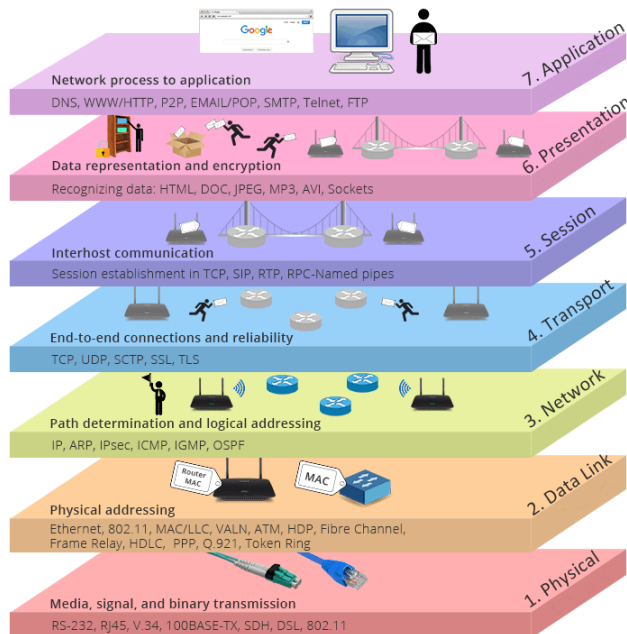 Google
7. Application
Network process to application
DNS, WWW/HTTP, P2P, EMAIL/POP, SMTP, Telnet, FTP
6. Presentation
Data representation and encryption
Recognizing data: HTML, DOC, JPEG, MP3, AVI, Sockets
5. Session
Interhost communication
Session establishment in TCP, SIP, RTP, RPC-Named pipes
4. Transport
End-to-end connections and reliability
TCP, UDP, SCTP, SSL, TLS
3. Network
Path determination and logical addressing
IP, ARP, IPsec, ICMP, IGMP, OSPF
Router
MAC
MAC
2. Data Link
Physical addressing
Ethernet, 802.11, MAC/LLC, VALN, ATM, HDP, Fibre Channel,
Frame Relay, HDLC, PPP, Q.921, Token Ring
1. Physical
Media, signal, and binary transmission
RS-232, RJ45, V.34, 100BASE-TX, SDH, DSL, 802.11